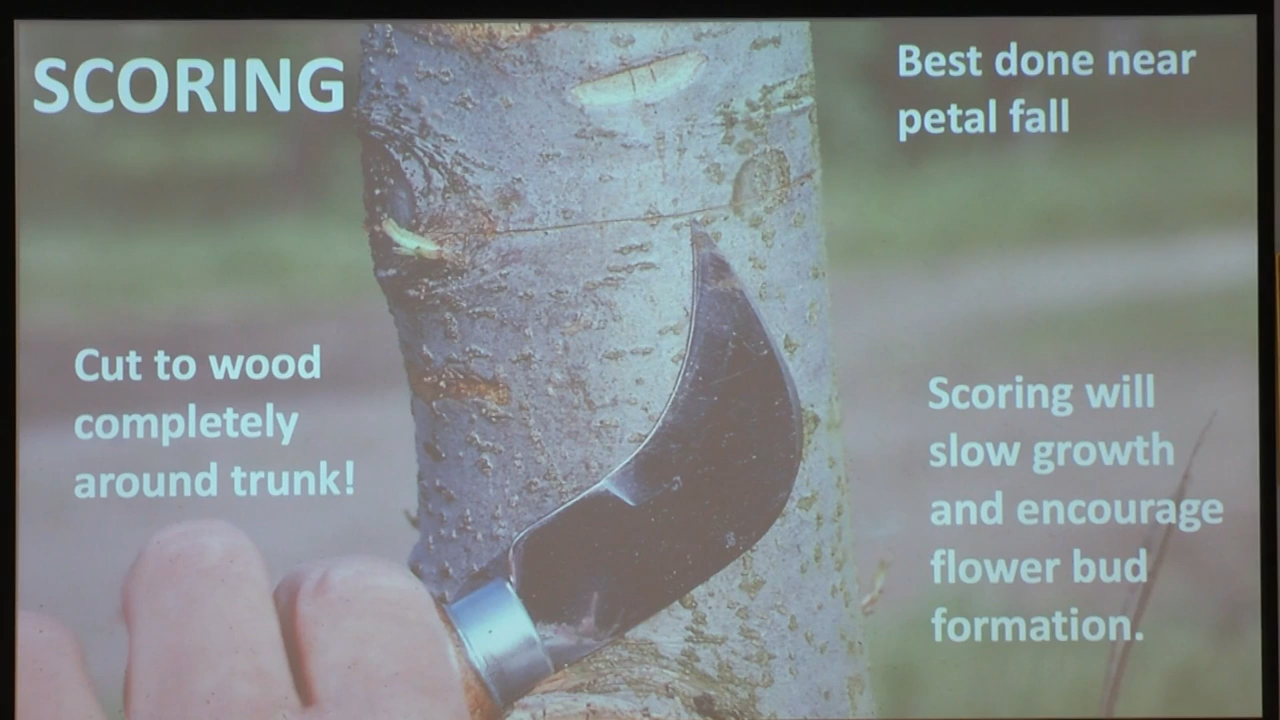 SCORING
Best done near
petal fall
Cut to wood
completely
around trunk!
Scoring will
slow growth
and encourage
flower bud
formation.